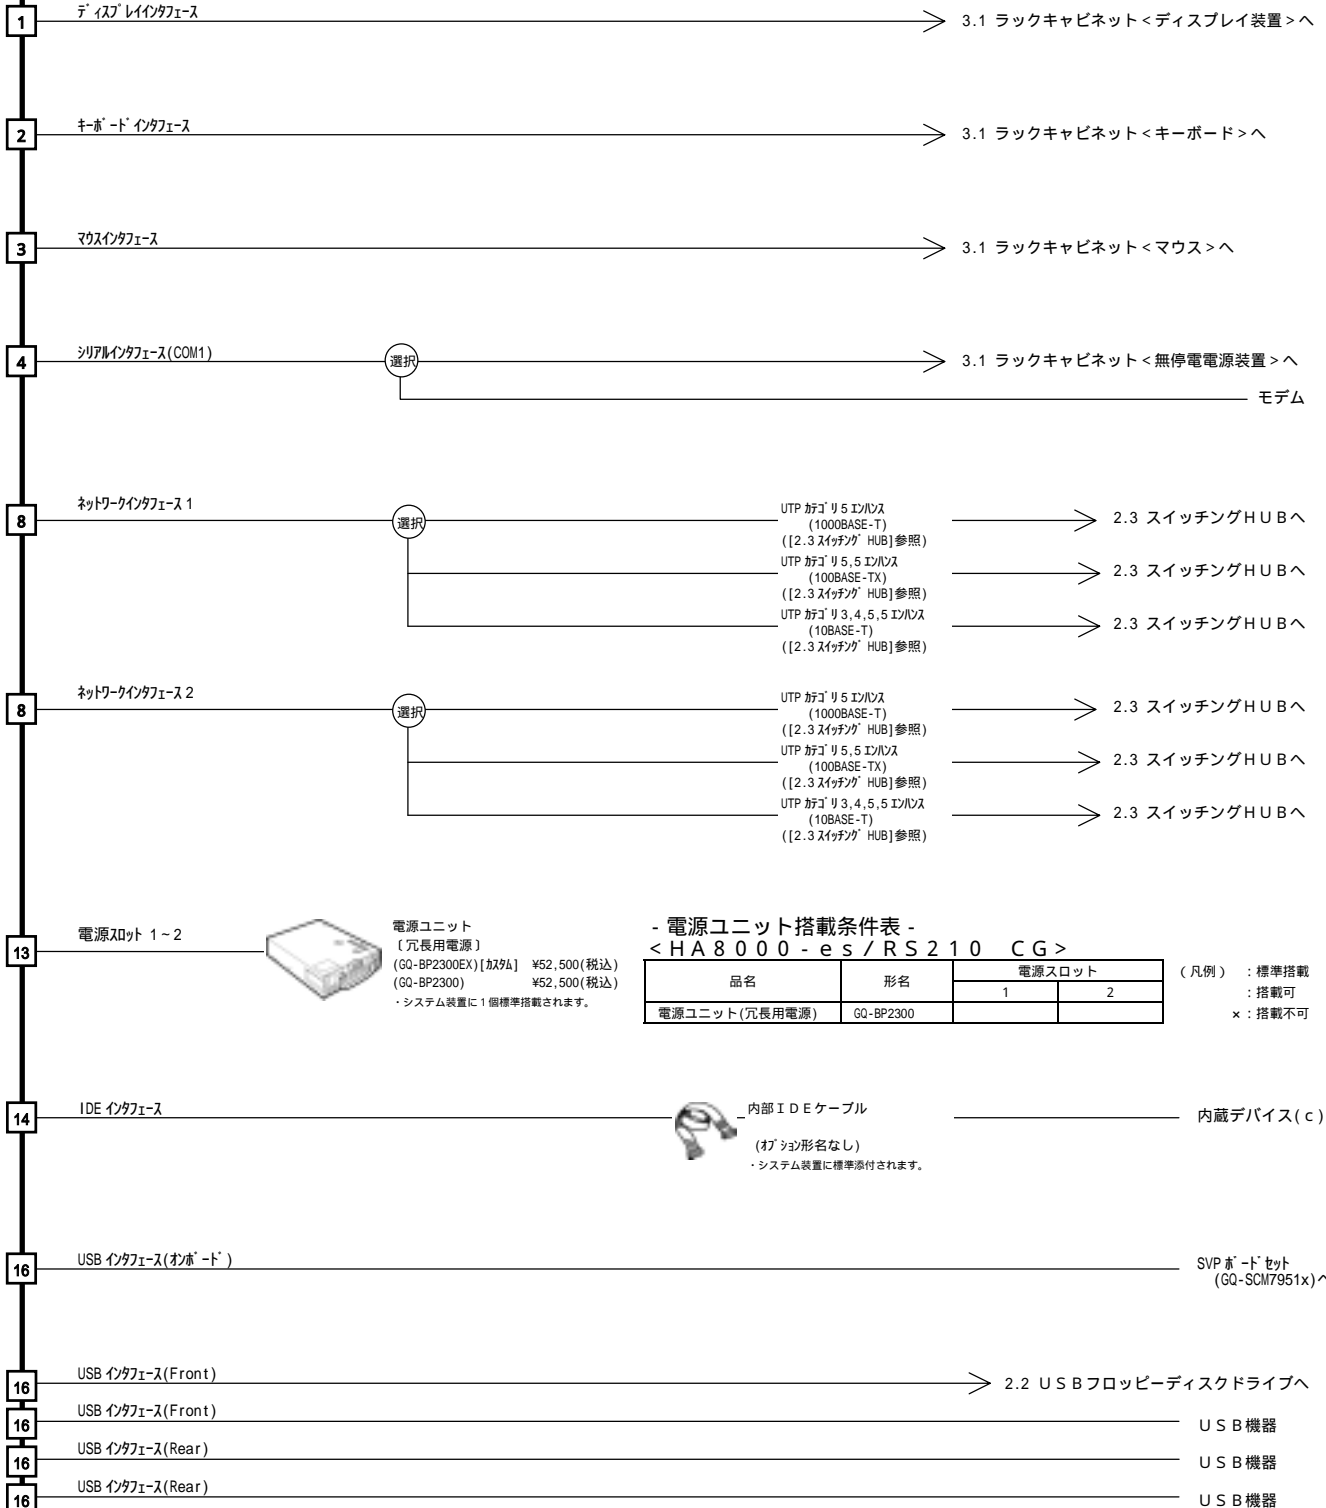 1 ﾃﾞｨｽﾌﾟﾚｲｲﾝﾀﾌｪｰｽ 3.1 ラックキャビネット<ディスプレイ装置>へ
2 ｷｰﾎﾞｰﾄﾞｲﾝﾀﾌｪｰｽ 3.1 ラックキャビネット<キーボード>へ
3 ﾏｳｽｲﾝﾀﾌｪｰｽ 3.1 ラックキャビネット<マウス>へ
4 ｼﾘｱﾙｲﾝﾀﾌｪｰｽ(COM1) 選択 3.1 ラックキャビネット<無停電電源装置>へ
モデム
8 ﾈｯﾄﾜｰｸｲﾝﾀﾌｪｰｽ 1 選択
UTP ｶﾃｺﾞﾘ 5 ｴﾝﾊﾝｽ
(1000BASE-T)
([2.3 ｽｲｯﾁﾝｸﾞ HUB]参照)
2.3 スイッチングＨＵＢへ
UTP ｶﾃｺﾞﾘ 5,5 ｴﾝﾊﾝｽ
(100BASE-TX)
([2.3 ｽｲｯﾁﾝｸﾞ HUB]参照)
2.3 スイッチングＨＵＢへ
UTP ｶﾃｺﾞﾘ 3,4,5,5 ｴﾝﾊﾝｽ
(10BASE-T)
([2.3 ｽｲｯﾁﾝｸﾞ HUB]参照)
2.3 スイッチングＨＵＢへ
8 ﾈｯﾄﾜｰｸｲﾝﾀﾌｪｰｽ 2 選択
UTP ｶﾃｺﾞﾘ 5 ｴﾝﾊﾝｽ
(1000BASE-T)
([2.3 ｽｲｯﾁﾝｸﾞ HUB]参照)
2.3 スイッチングＨＵＢへ
UTP ｶﾃｺﾞﾘ 5,5 ｴﾝﾊﾝｽ
(100BASE-TX)
([2.3 ｽｲｯﾁﾝｸﾞ HUB]参照)
2.3 スイッチングＨＵＢへ
UTP ｶﾃｺﾞﾘ 3,4,5,5 ｴﾝﾊﾝｽ
(10BASE-T)
([2.3 ｽｲｯﾁﾝｸﾞ HUB]参照)
2.3 スイッチングＨＵＢへ
13 電源ｽﾛｯﾄ 1~2
電源ユニット
〔冗長用電源〕
(GQ-BP2300EX)[ｶｽﾀﾑ] ¥52,500(税込)
(GQ-BP2300) ¥52,500(税込)
・システム装置に１個標準搭載されます。
- 電源ユニット搭載条件表 -
<ＨＡ８０００-ｅｓ/ＲＳ２１０ ＣＧ>
品名 形名 電源スロット
1 2
電源ユニット(冗長用電源) GQ-BP2300
(凡例) :標準搭載
:搭載可
×:搭載不可
14 IDE ｲﾝﾀﾌｪｰｽ 内部ＩＤＥケーブル 内蔵デバイス(ｃ)
(ｵﾌﾟｼｮﾝ形名なし)
・システム装置に標準添付されます。
16 USB ｲﾝﾀﾌｪｰｽ(ｵﾝﾎﾞｰﾄﾞ) SVP ﾎﾞｰﾄﾞｾｯﾄ
(GQ-SCM7951x)へ
16 USB ｲﾝﾀﾌｪｰｽ(Front) 2.2 ＵＳＢフロッピーディスクドライブへ
16 USB ｲﾝﾀﾌｪｰｽ(Front) ＵＳＢ機器
16 USB ｲﾝﾀﾌｪｰｽ(Rear) ＵＳＢ機器
16 USB ｲﾝﾀﾌｪｰｽ(Rear) ＵＳＢ機器